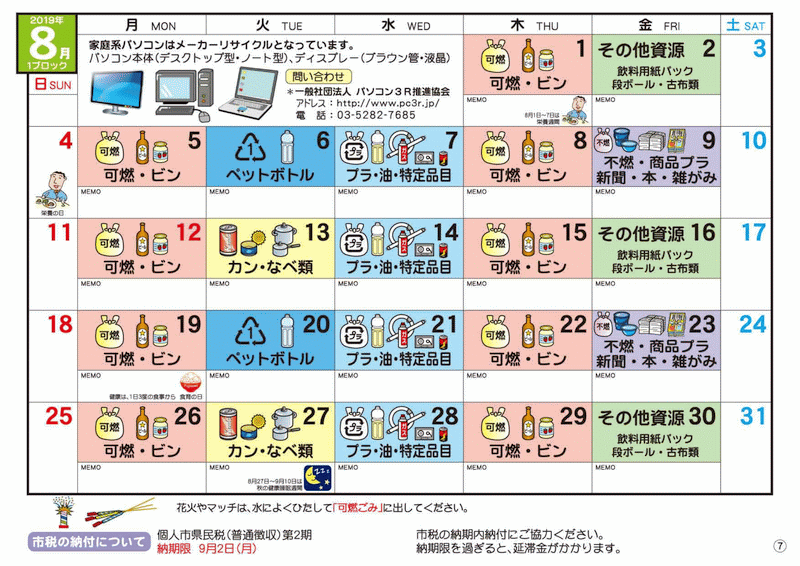 2019年
8月
1ブロック
日 SUN
月 MON
火 TUE
水 WED
木 THU
金 FRI
土 SAT
家庭系パソコンはメーカーリサイクルとなっています。
パソコン本体(デスクトップ型・ノート型)、ディスプレー(ブラウン管・液晶)
問い合わせ
*一般社団法人 パソコン3R推進協会
アドレス:http://www.pc3r.jp/
電 話:03-5282-7685
可燃
1
可燃・ビン
MEMO
8月1日〜7日は
栄養週間
その他資源 2
飲料用紙パック
段ボール・古布類
MEMO
3
4
栄養の日
可燃
5
可燃・ビン
MEMO
1
6
ペットボトル
MEMO
プラ
7
プラ・油・特定品目
MEMO
可燃
8
可燃・ビン
MEMO
不燃
9
不燃・商品プラ
新聞・本・雑がみ
MEMO
10
11
可燃
12
可燃・ビン
MEMO
13
カン・なべ類
MEMO
プラ
14
プラ・油・特定品目
MEMO
可燃
15
可燃・ビン
MEMO
その他資源 16
飲料用紙パック
段ボール・古布類
MEMO
17
18
可燃
19
可燃・ビン
MEMO
健康は、1日3度の食事から 食育の日
1
20
ペットボトル
MEMO
プラ
21
プラ・油・特定品目
MEMO
可燃
22
可燃・ビン
MEMO
不燃
23
不燃・商品プラ
新聞・本・雑がみ
MEMO
24
25
可燃
26
可燃・ビン
MEMO
27
カン・なべ類
MEMO
8月27日〜9月10日は
秋の健康睡眠週間
プラ
28
プラ・油・特定品目
MEMO
可燃
29
可燃・ビン
MEMO
その他資源 30
飲料用紙パック
段ボール・古布類
MEMO
31
花火やマッチは、水によくひたして「可燃ごみ」に出してください。
市税の納付について
個人市県民税(普通徴収)第2期
納期限 9月2日(月)
市税の納期内納付にご協力ください。
納期限を過ぎると、延滞金がかかります。
⑦